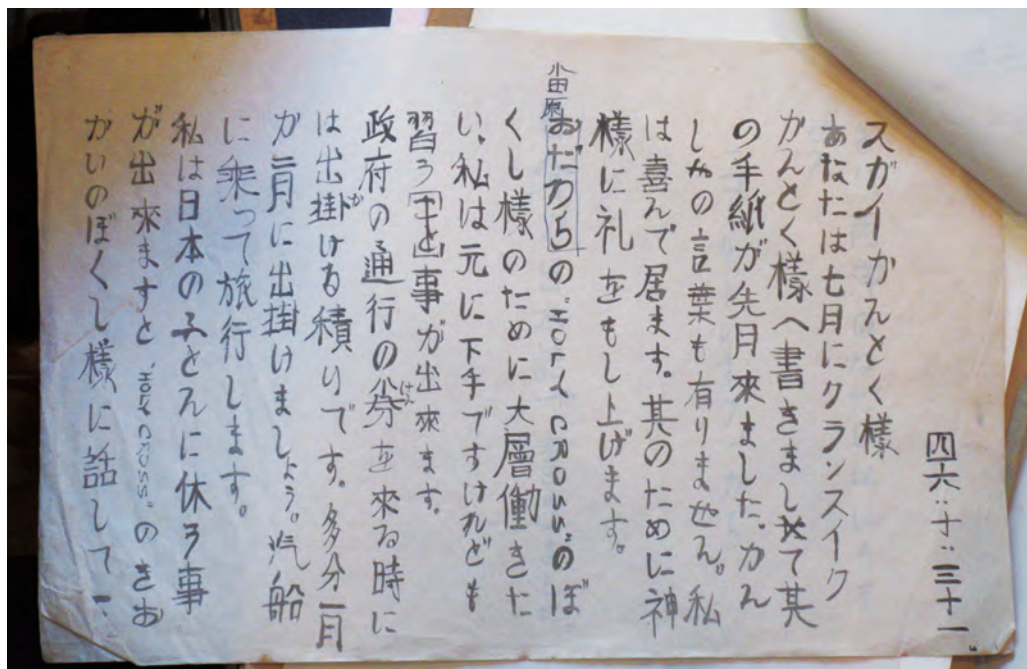 四六・十・三十一
スガイかんとく様
あなたは七月にクランスイク
かんとく様へ書きまして其
の手紙が先月來ました。かん
しゃの言葉も有りません。私
は喜んで居ます。其のために神
様に礼をもし上げます。
小田原
おだわらの "HOLY CROSS" のぼ
くし様のために大層働きた
い、私は元に下手ですけれども
習う事が出來ます。
政府の通行の券を來る時に
は出掛ける積りです。多分一月
か二月に出掛けましょう。汽船
に乗って旅行します。
私は日本の子どんに休う事
が出來ますと "HOLY CROSS" のきお
かいのぼくし様に話して一、